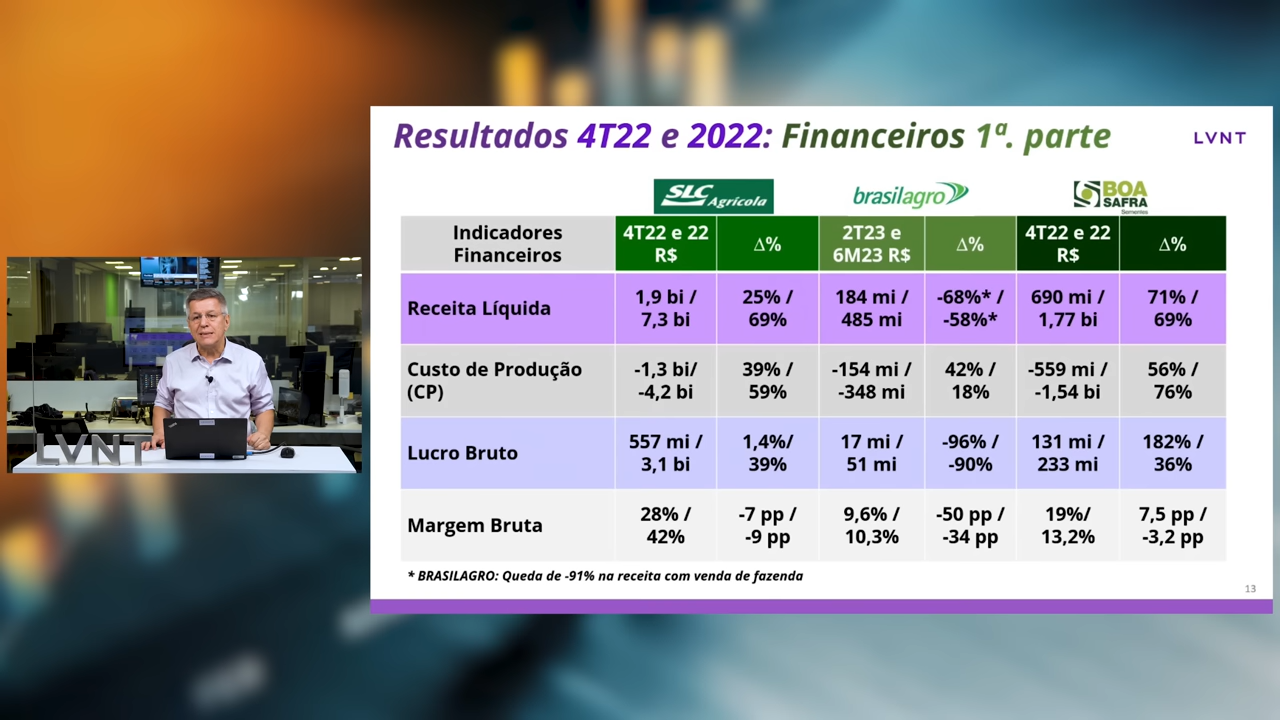 Resultados 4T22 e 2022: Financeiros 1ª. parte
LVNT
SLC Agrícola
brasilagro
BOA SAFRA Sementes
Indicadores Financeiros
4T22 e 22 R$
∆%
2T23 e 6M23 R$
∆%
4T22 e 22 R$
∆%
Receita Líquida
1,9 bi / 7,3 bi
25% / 69%
184 mi / 485 mi
-68%* / -58%*
690 mi / 1,77 bi
71% / 69%
Custo de Produção (CP)
-1,3 bi/ -4,2 bi
39% / 59%
-154 mi / -348 mi
42% / 18%
-559 mi / -1,54 bi
56% / 76%
Lucro Bruto
557 mi / 3,1 bi
1,4%/ 39%
17 mi / 51 mi
-96% / -90%
131 mi / 233 mi
182% / 36%
Margem Bruta
28% / 42%
-7 pp / -9 pp
9,6% / 10,3%
-50 pp / -34 pp
19%/ 13,2%
7,5 pp / -3,2 pp
* BRASILAGRO: Queda de -91% na receita com venda de fazenda
13
LVNT